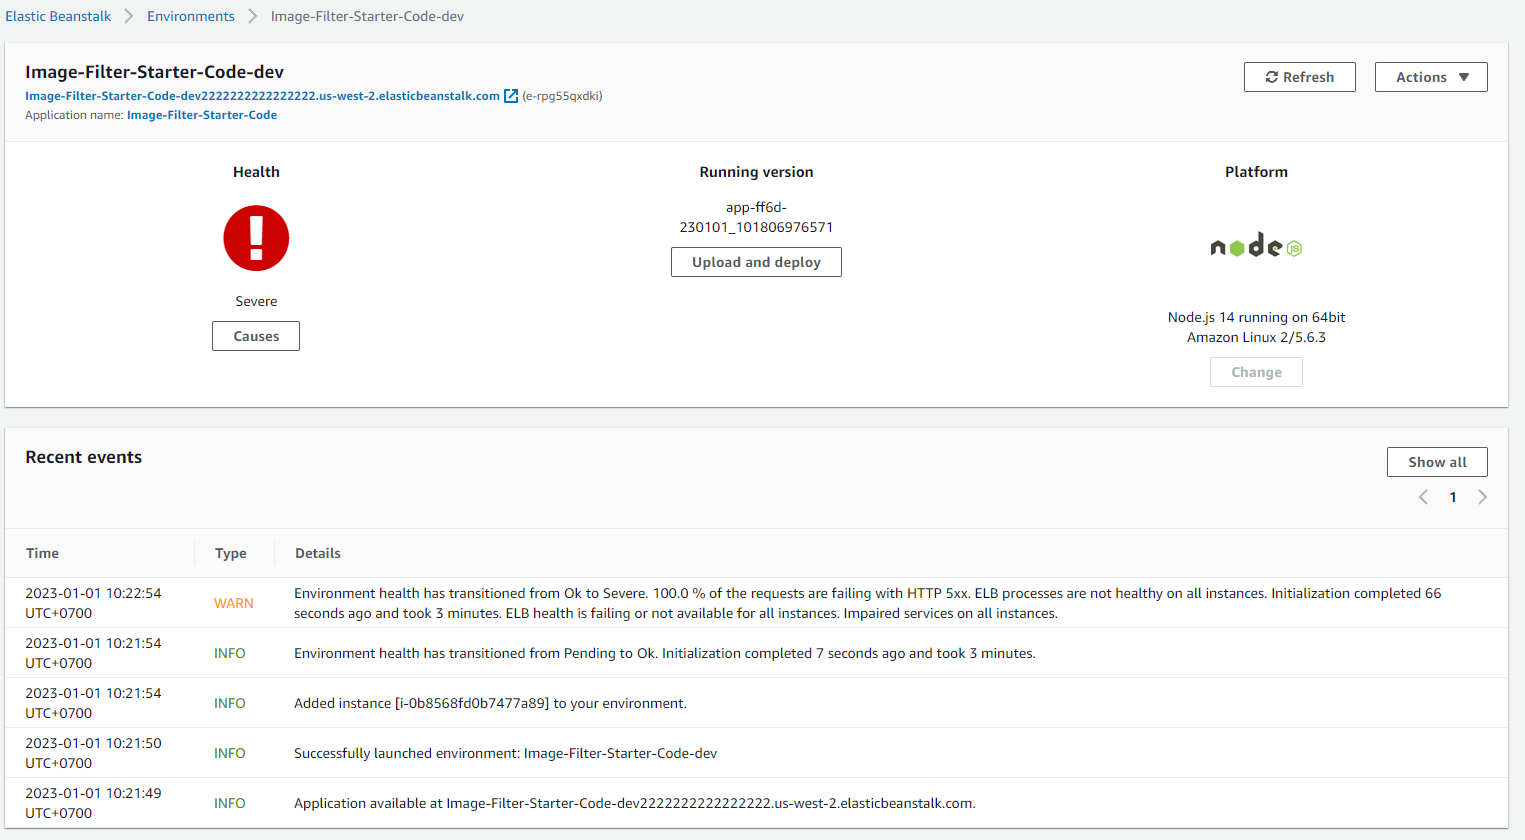 Elastic Beanstalk > Environments > Image-Filter-Starter-Code-dev
Image-Filter-Starter-Code-dev
Refresh
Actions
Image-Filter-Starter-Code-dev2222222222222222.us-west-2.elasticbeanstalk.com (e-rpg55qxdki)
Application name: Image-Filter-Starter-Code
Health
Severe
Causes
Running version
app-ff6d-
230101_101806976571
Upload and deploy
Platform
node JS
Node.js 14 running on 64bit
Amazon Linux 2/5.6.3
Change
Recent events
Show all
1
Time Type Details
2023-01-01 10:22:54
UTC+0700
WARN
Environment health has transitioned from Ok to Severe. 100.0 % of the requests are failing with HTTP 5xx. ELB processes are not healthy on all instances. Initialization completed 66
seconds ago and took 3 minutes. ELB health is failing or not available for all instances. Impaired services on all instances.
2023-01-01 10:21:54
UTC+0700
INFO
Environment health has transitioned from Pending to Ok. Initialization completed 7 seconds ago and took 3 minutes.
2023-01-01 10:21:54
UTC+0700
INFO
Added instance [i-0b8568fd0b7477a89] to your environment.
2023-01-01 10:21:50
UTC+0700
INFO
Successfully launched environment: Image-Filter-Starter-Code-dev
2023-01-01 10:21:49
UTC+0700
INFO
Application available at Image-Filter-Starter-Code-dev2222222222222222.us-west-2.elasticbeanstalk.com.